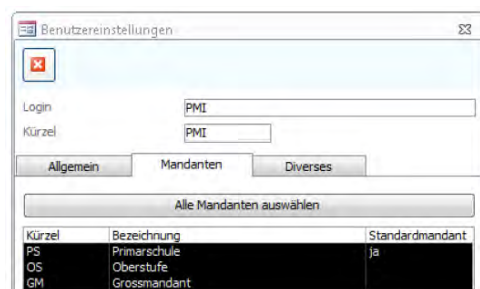 Benutzereinstellungen
Login PMI
Kürzel PMI
Allgemein Mandanten Diverses
Alle Mandanten auswählen
Kürzel Bezeichnung Standardmandant
PS Primarschule ja
OS Oberstufe
GM Grossmandant